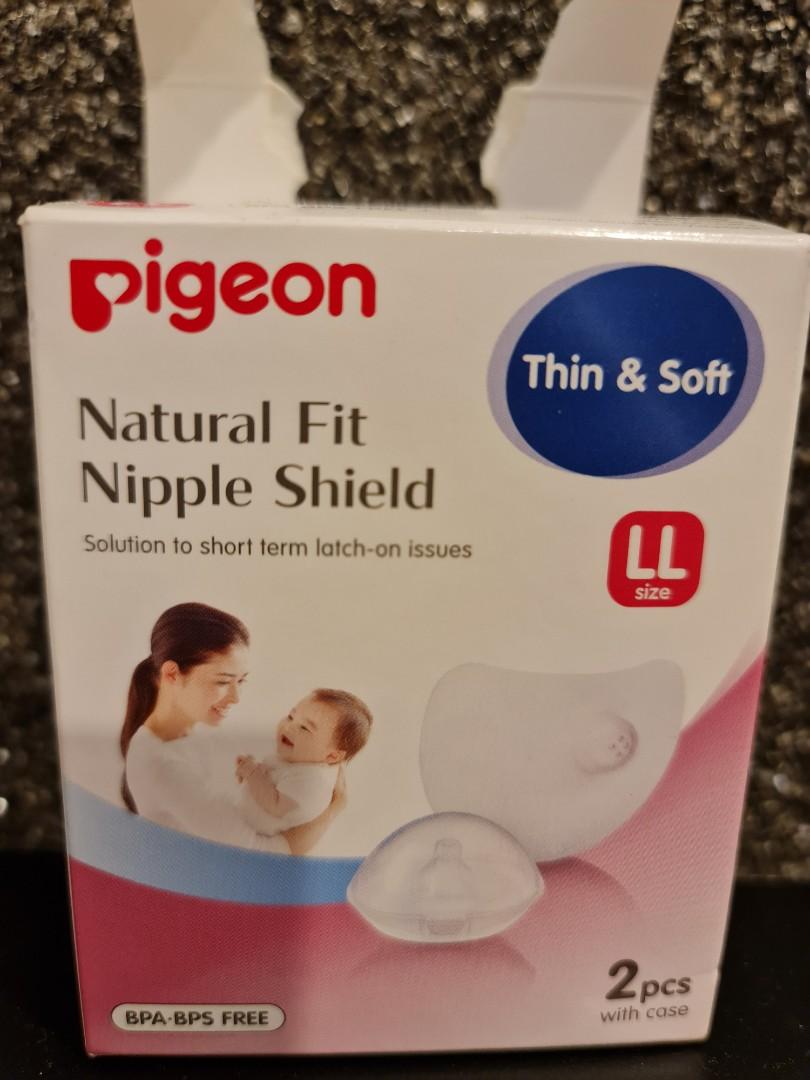 pigeon
Thin & Soft
Natural Fit
Nipple Shield
Solution to short term latch-on issues
LL
size
2pcs
with case
BPA·BPS FREE